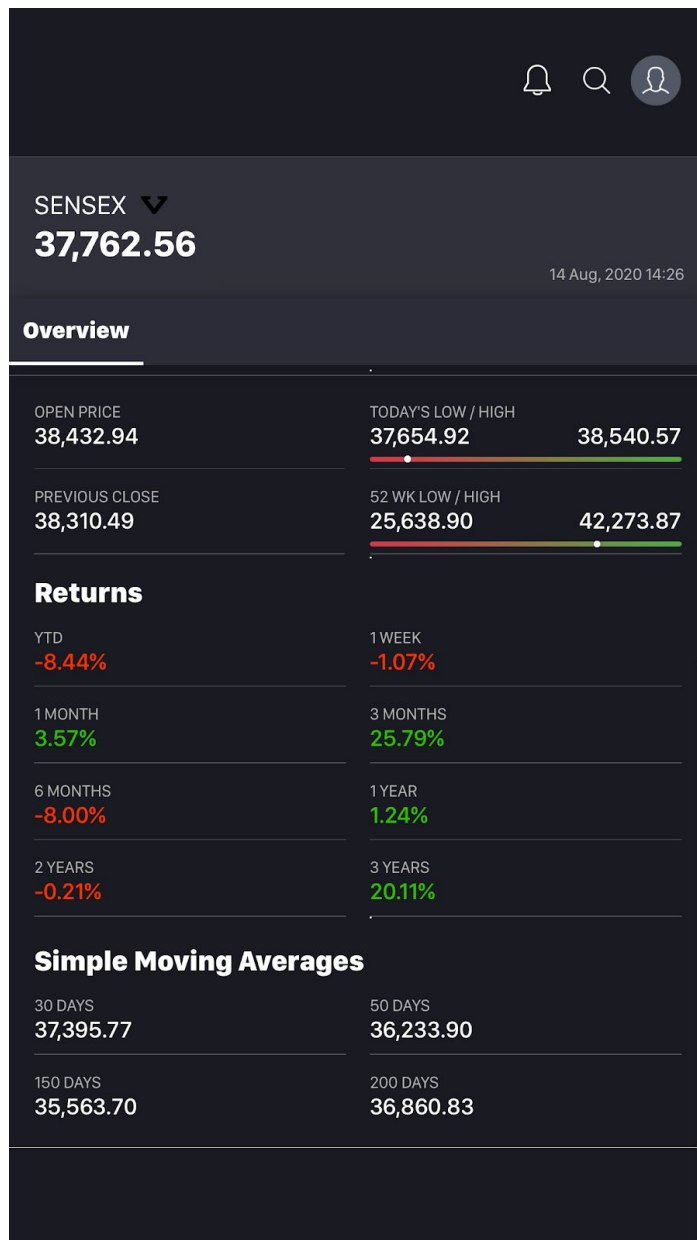 SENSEX
37,762.56
14 Aug, 2020 14:26
Overview
OPEN PRICE
38,432.94
TODAY'S LOW / HIGH
37,654.92 38,540.57
PREVIOUS CLOSE
38,310.49
52 WK LOW / HIGH
25,638.90 42,273.87
Returns
YTD
-8.44%
1 WEEK
-1.07%
1 MONTH
3.57%
3 MONTHS
25.79%
6 MONTHS
-8.00%
1 YEAR
1.24%
2 YEARS
-0.21%
3 YEARS
20.11%
Simple Moving Averages
30 DAYS
37,395.77
50 DAYS
36,233.90
150 DAYS
35,563.70
200 DAYS
36,860.83